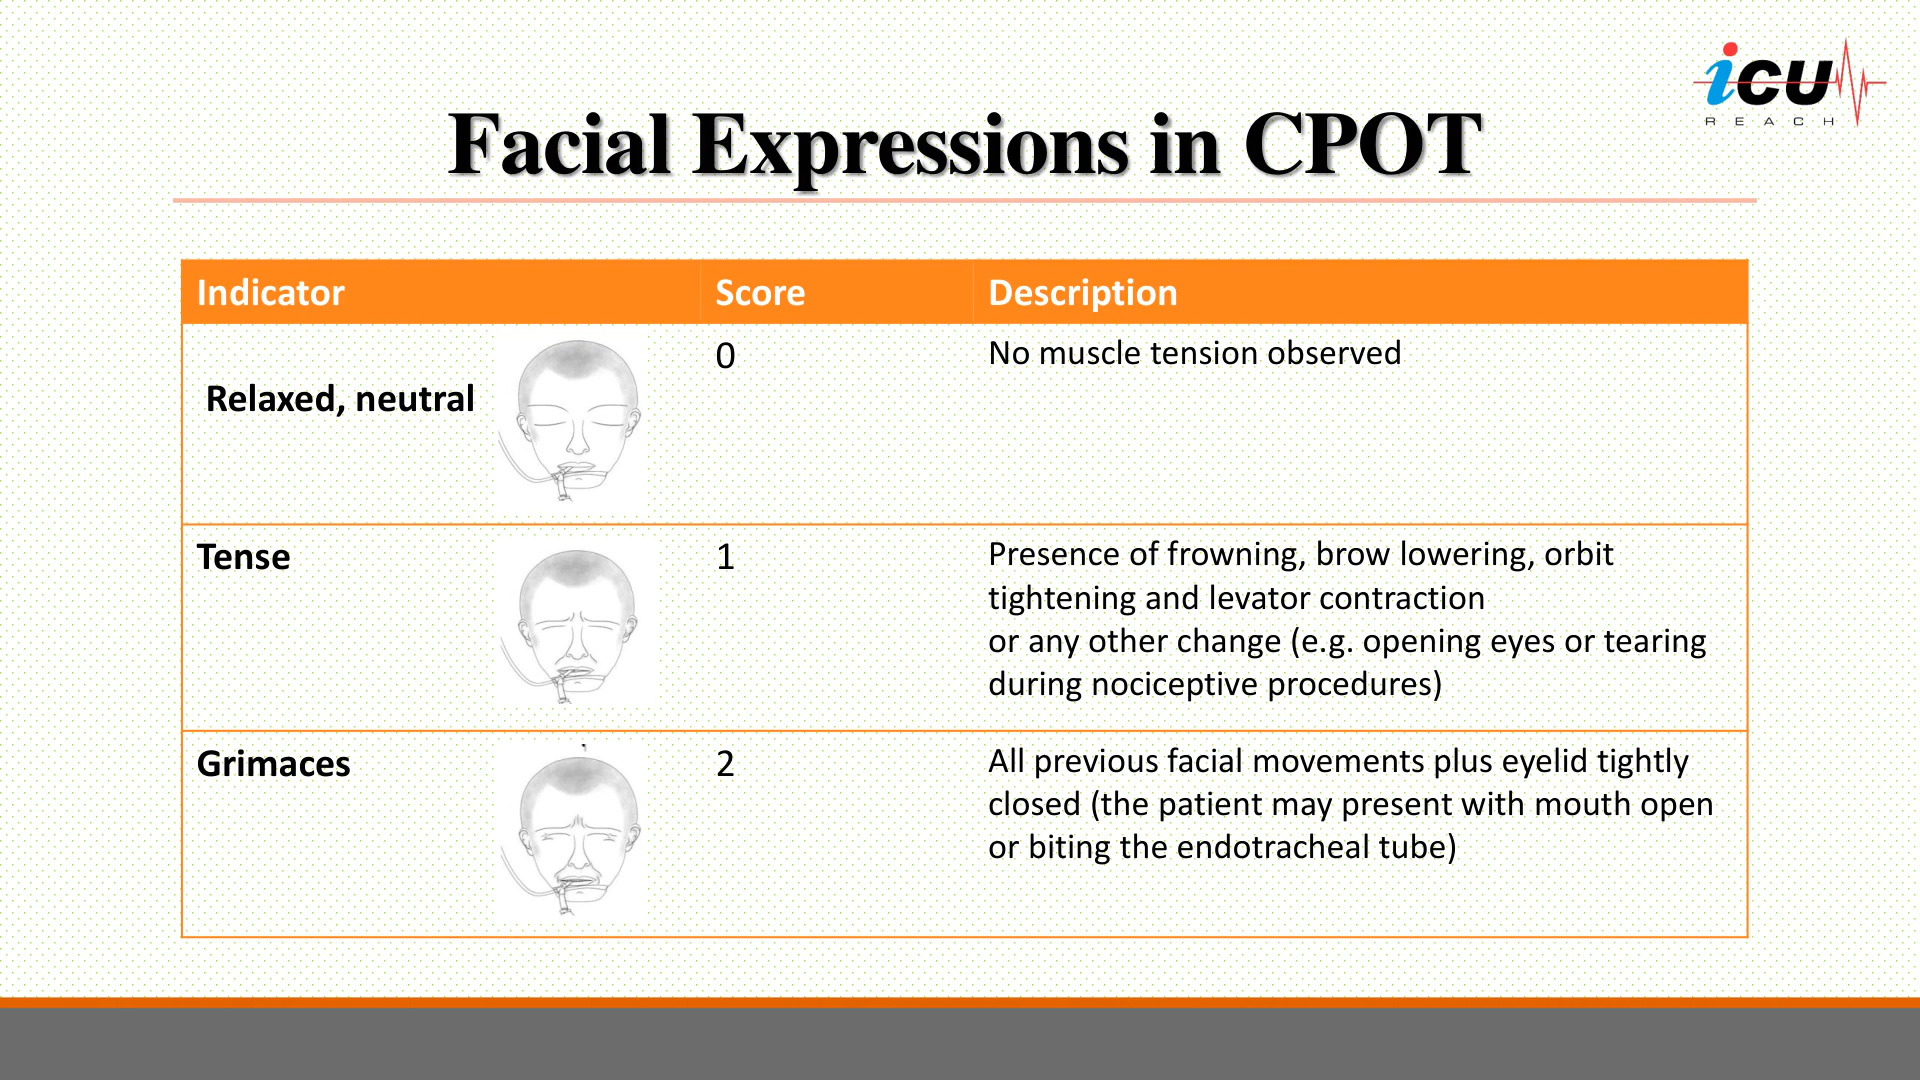 icu
REACH
Facial Expressions in CPOT
Indicator Score Description
Relaxed, neutral 0 No muscle tension observed
Tense 1 Presence of frowning, brow lowering, orbit
tightening and levator contraction
or any other change (e.g. opening eyes or tearing
during nociceptive procedures)
Grimaces 2 All previous facial movements plus eyelid tightly
closed (the patient may present with mouth open
or biting the endotracheal tube)